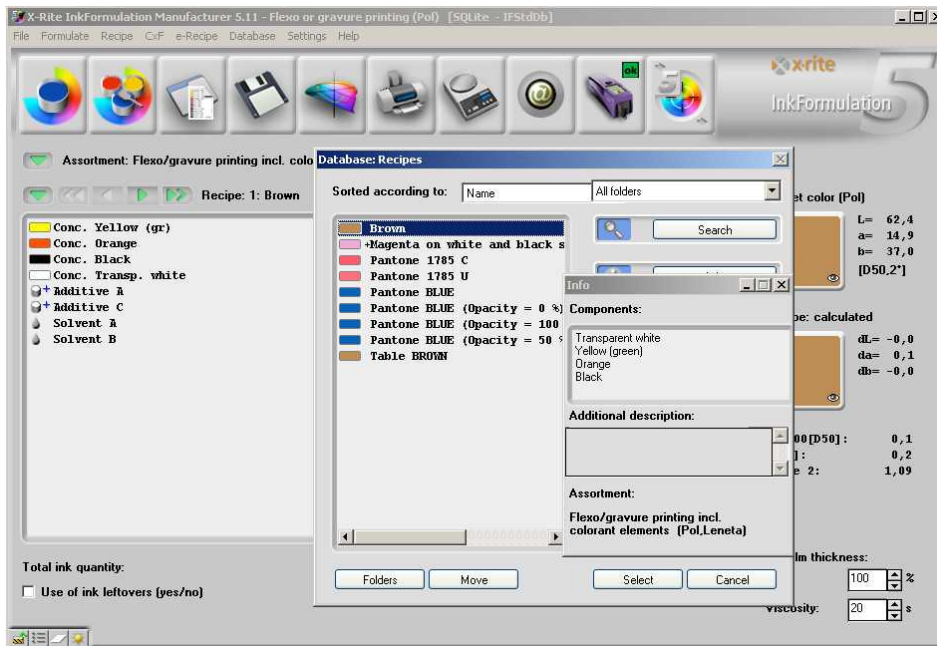 X-Rite InkFormulation Manufacturer 5.11 - Flexo or gravure printing (Pol) [SQLite - IFStdDb]
File Formulate Recipe CxF e-Recipe Database Settings Help
ok
x-rite
InkFormulation 5
5
Assortment: Flexo/gravure printing incl. colo
Recipe: 1: Brown
Conc. Yellow (gr)
Conc. Orange
Conc. Black
Conc. Transp. white
+ Additive A
+ Additive C
Solvent A
Solvent B
Total ink quantity:
Use of ink leftovers (yes/no)
Database: Recipes
Sorted according to: Name All folders
Brown
+Magenta on white and black s
Pantone 1785 C
Pantone 1785 U
Pantone BLUE
Pantone BLUE (Opacity = 0 %)
Pantone BLUE (Opacity = 100
Pantone BLUE (Opacity = 50 %
Table BROWN
Search
Folders Move Select Cancel
Info
Components:
Transparent white
Yellow (green)
Orange
Black
Additional description:
Assortment:
Flexo/gravure printing incl.
colorant elements (Pol,Leneta)
et color (Pol)
L= 62,4
a= 14,9
b= 37,0
[D50,2°]
pe: calculated
dL= -0,0
da= 0,1
db= -0,0
00[D50]: 0,1
]: 0,2
e 2: 1,09
lm thickness:
100 %
Viscosity: 20 s